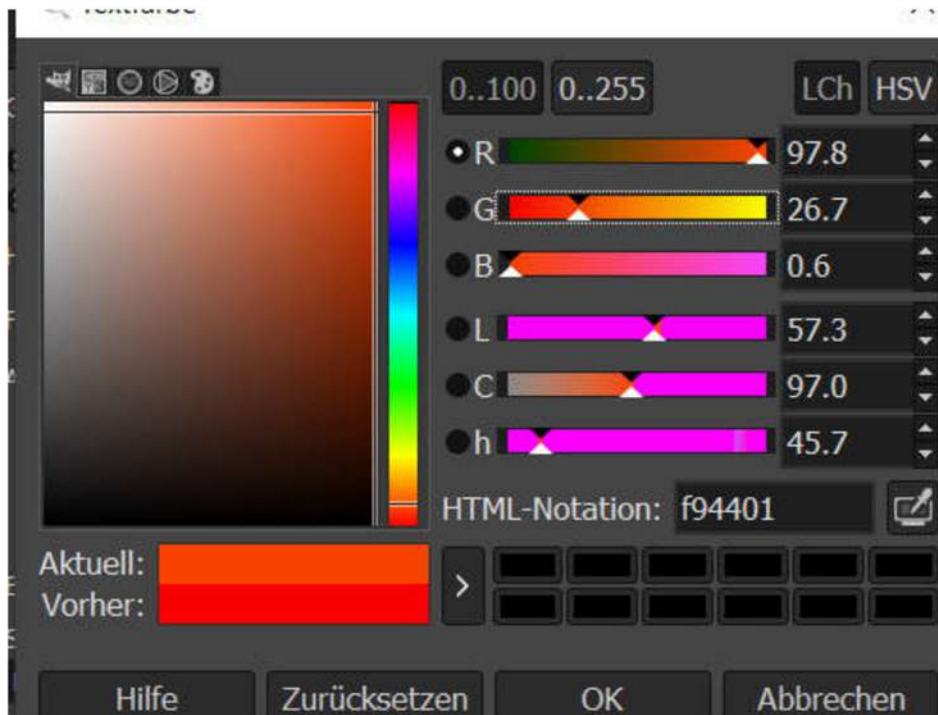 Textfarbe
0..100 0..255 LCh HSV
R 97.8
G 26.7
B 0.6
L 57.3
C 97.0
h 45.7
HTML-Notation: f94401
Aktuell:
Vorher:
>
Hilfe Zurücksetzen OK Abbrechen